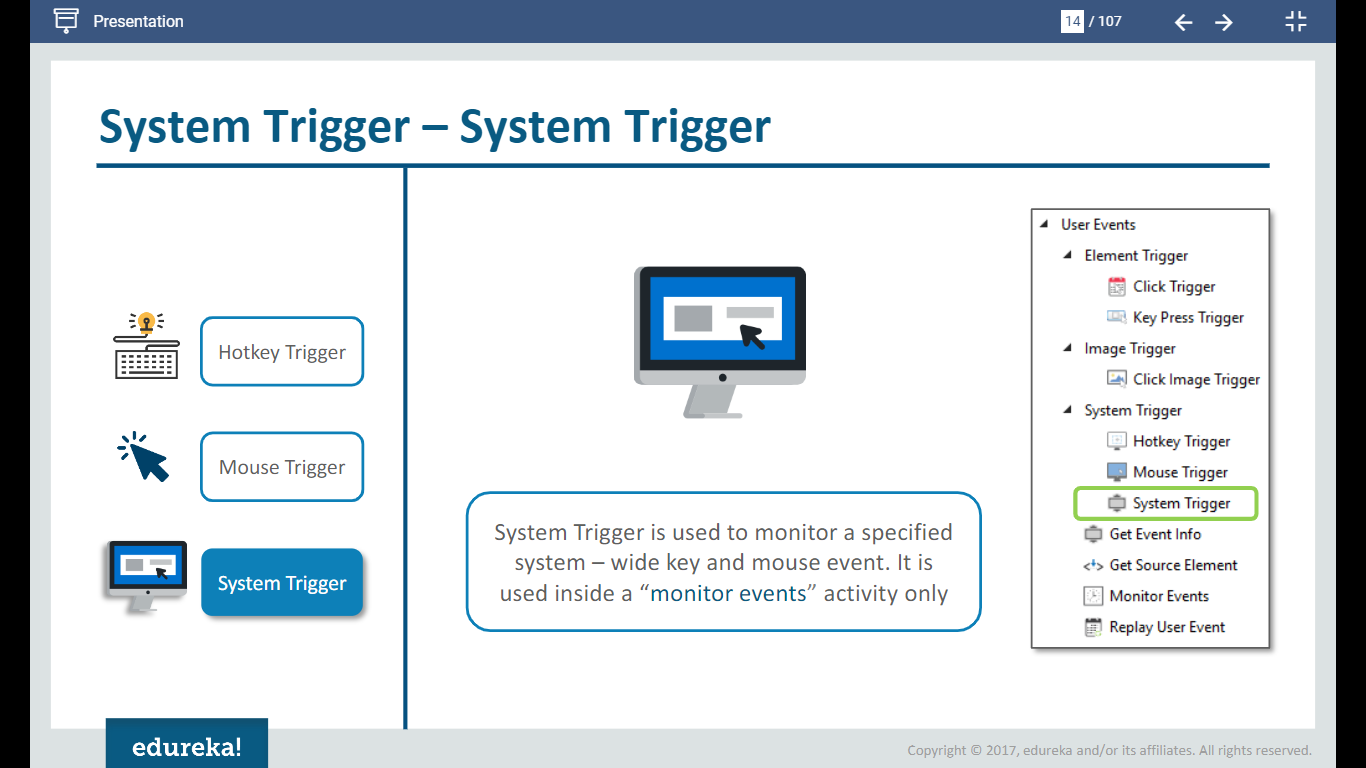 Presentation
14 / 107
System Trigger – System Trigger
Hotkey Trigger
Mouse Trigger
System Trigger
System Trigger is used to monitor a specified
system – wide key and mouse event. It is
used inside a “monitor events” activity only
User Events
Element Trigger
Click Trigger
Key Press Trigger
Image Trigger
Click Image Trigger
System Trigger
Hotkey Trigger
Mouse Trigger
System Trigger
Get Event Info
Get Source Element
Monitor Events
Replay User Event
edureka!
Copyright © 2017, edureka and/or its affiliates. All rights reserved.